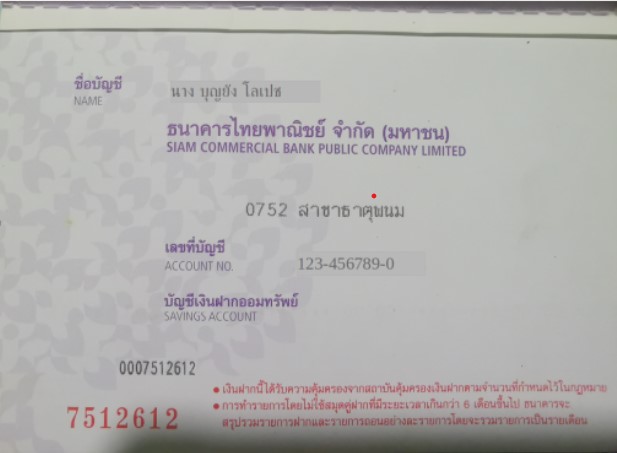 ชื่อบัญชี นาง บุญยัง โลเปซ
NAME
ธนาคารไทยพาณิชย์ จำกัด (มหาชน)
SIAM COMMERCIAL BANK PUBLIC COMPANY LIMITED
0752 สาขาธาตุพนม
เลขที่บัญชี
ACCOUNT NO. 123-456789-0
บัญชีเงินฝากออมทรัพย์
SAVINGS ACCOUNT
0007512612
7512612
● เงินฝากนี้ได้รับความคุ้มครองจากสถาบันคุ้มครองเงินฝากตามจำนวนที่กำหนดไว้ในกฎหมาย
● การทำรายการโดยไม่ใช้สมุดคู่ฝากที่มีระยะเวลาเกินกว่า 6 เดือนขึ้นไป ธนาคารจะ
สรุปรวมรายการฝากและรายการถอนอย่างละรายการโดยจะรวมรายการเป็นรายเดือน